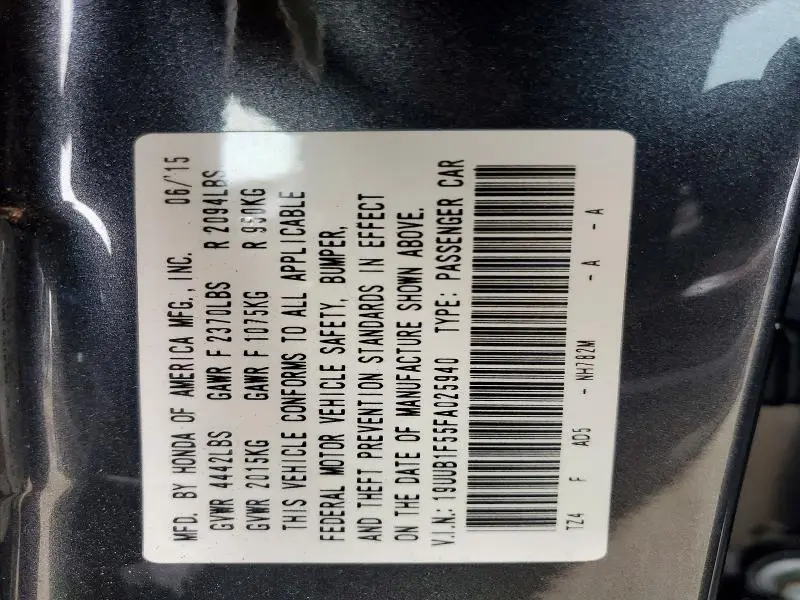 MFD. BY HONDA OF AMERICA MFG., INC. 06/15
GVWR 4442LBS GAWR F 2370LBS R 2094LBS
GVWR 2015KG GAWR F 1075KG R 950KG
THIS VEHICLE CONFORMS TO ALL APPLICABLE
FEDERAL MOTOR VEHICLE SAFETY, BUMPER,
AND THEFT PREVENTION STANDARDS IN EFFECT
ON THE DATE OF MANUFACTURE SHOWN ABOVE.
V.I.N.: 19UUB1F55FA025940 TYPE: PASSENGER CAR
TZ4 F AD5 - NH782M - A - A